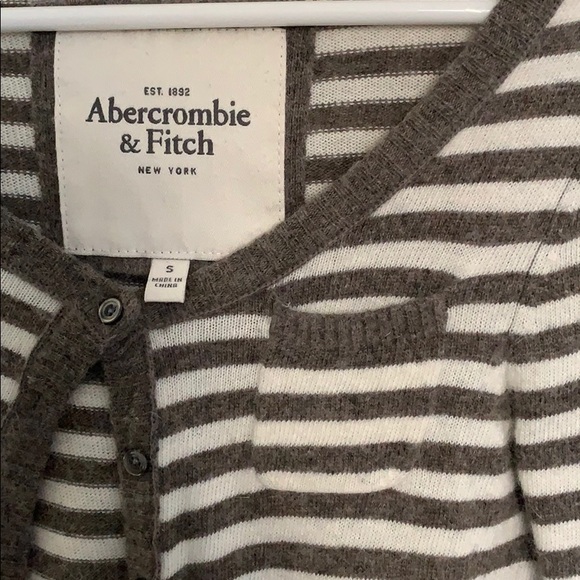 EST. 1892
Abercrombie
& Fitch
NEW YORK
S
MADE IN
CHINA